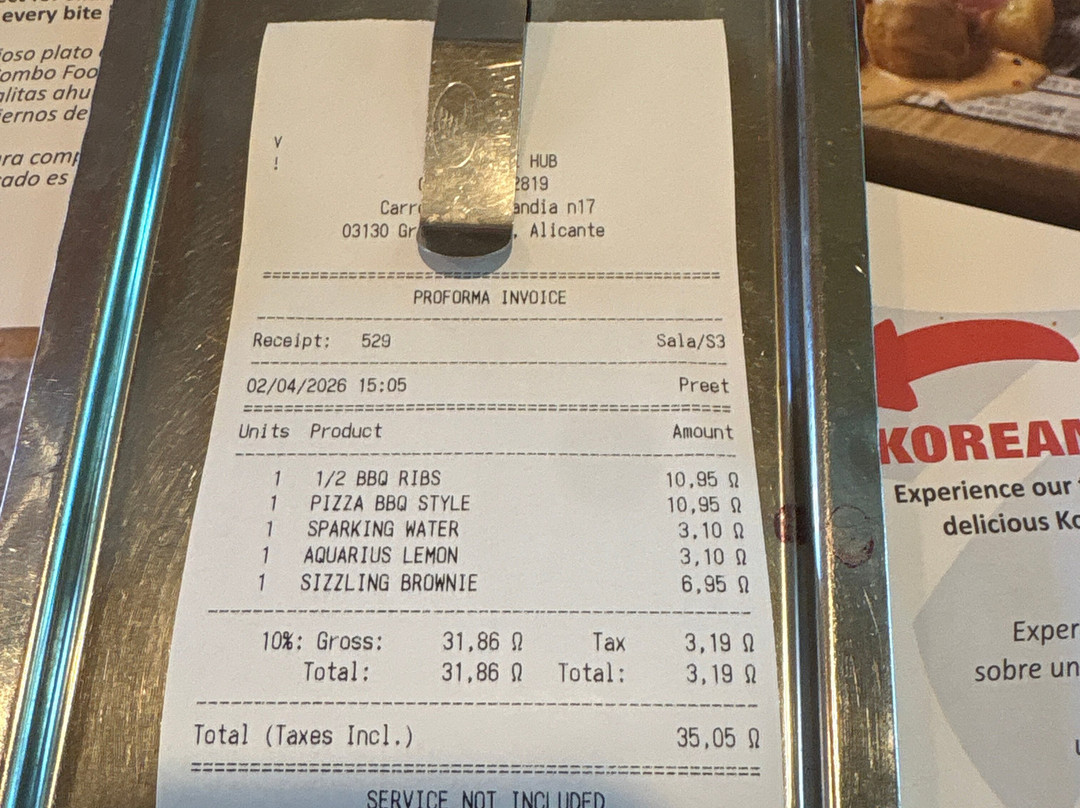 every bite
ioso plato
ombo Foo
alitas ahu
iernos de
ara comp
ado es
V
!
HUB
2819
Carr andia n17
03130 Gr , Alicante
PROFORMA INVOICE
Receipt: 529 Sala/S3
02/04/2026 15:05 Preet
Units Product Amount
1 1/2 BBQ RIBS 10,95 Ω
1 PIZZA BBQ STYLE 10,95 Ω
1 SPARKING WATER 3,10 Ω
1 AQUARIUS LEMON 3,10 Ω
1 SIZZLING BROWNIE 6,95 Ω
10%: Gross: 31,86 Ω Tax 3,19 Ω
Total: 31,86 Ω Total: 3,19 Ω
Total (Taxes Incl.) 35,05 Ω
SERVICE NOT INCLUDED
KOREAN
Experience our
delicious Ko
Exper
sobre un